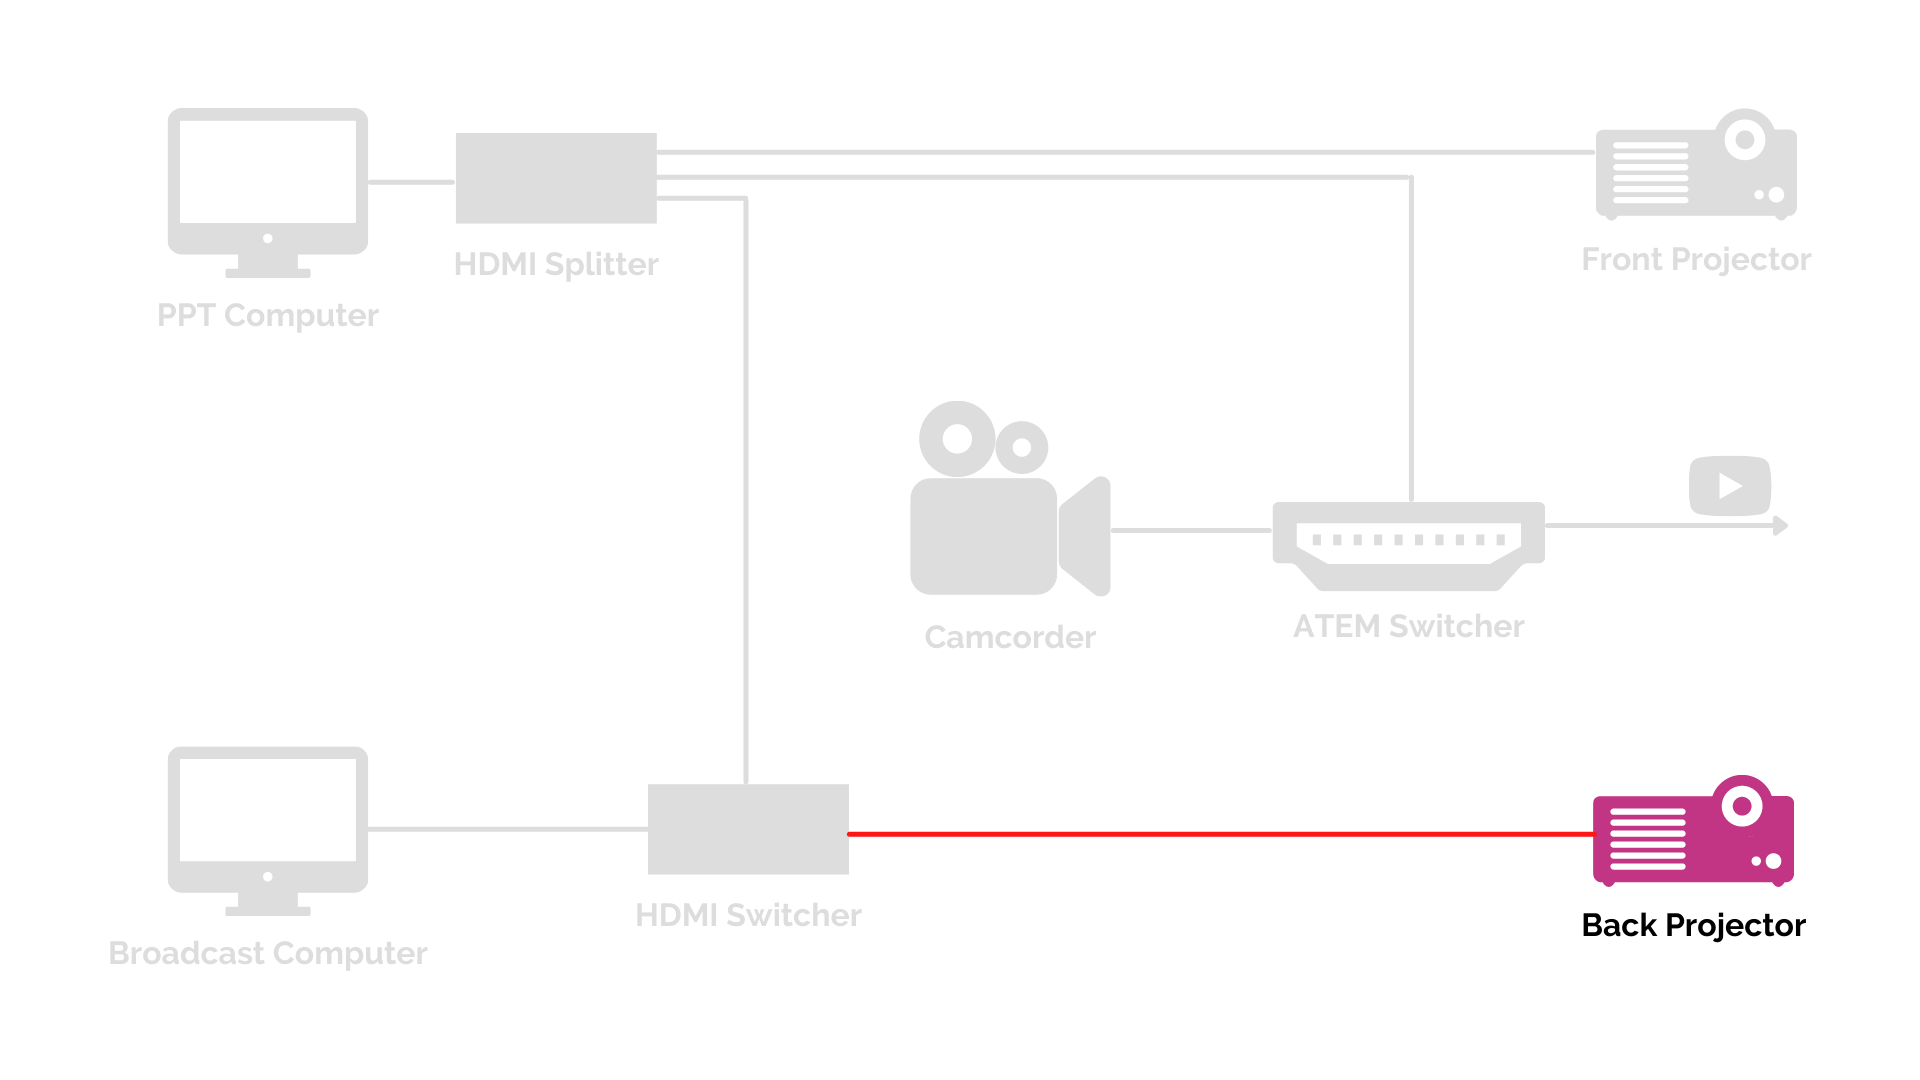 PPT Computer
HDMI Splitter
Front Projector
Camcorder
ATEM Switcher
Broadcast Computer
HDMI Switcher
Back Projector